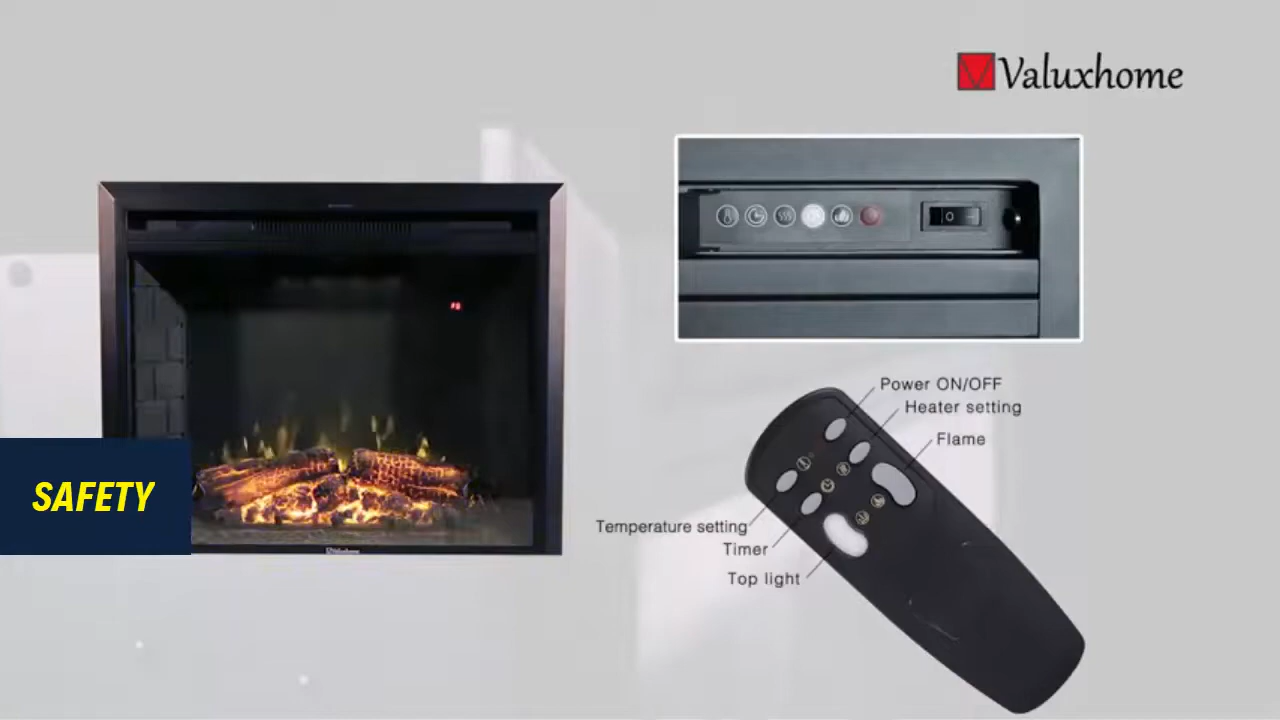 Valuxhome
Power ON/OFF
Heater setting
Flame
SAFETY
Temperature setting
Timer
Top light